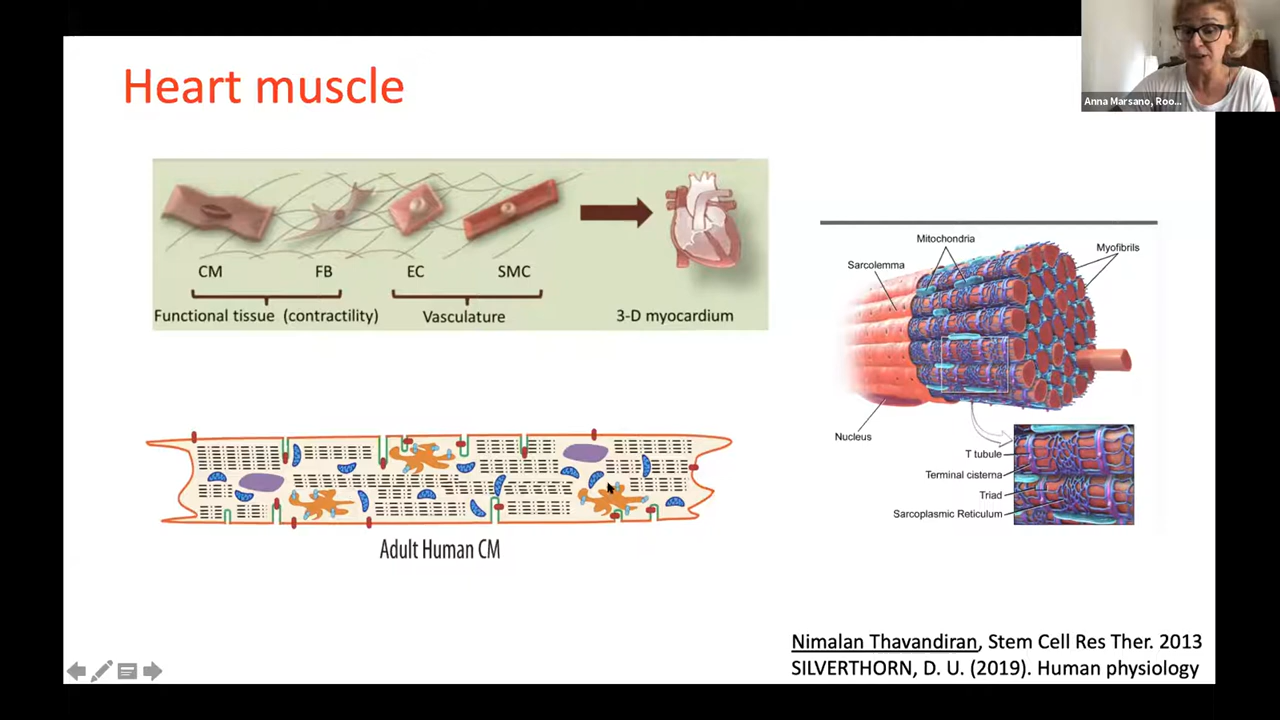 Heart muscle
Anna Marsano, Roo...
CM FB EC SMC
Functional tissue (contractility) Vasculature 3-D myocardium
Mitochondria
Myofibrils
Sarcolemma
Nucleus
T tubule
Terminal cisterna
Triad
Sarcoplasmic Reticulum
Adult Human CM
Nimalan Thavandiran, Stem Cell Res Ther. 2013
SILVERTHORN, D. U. (2019). Human physiology